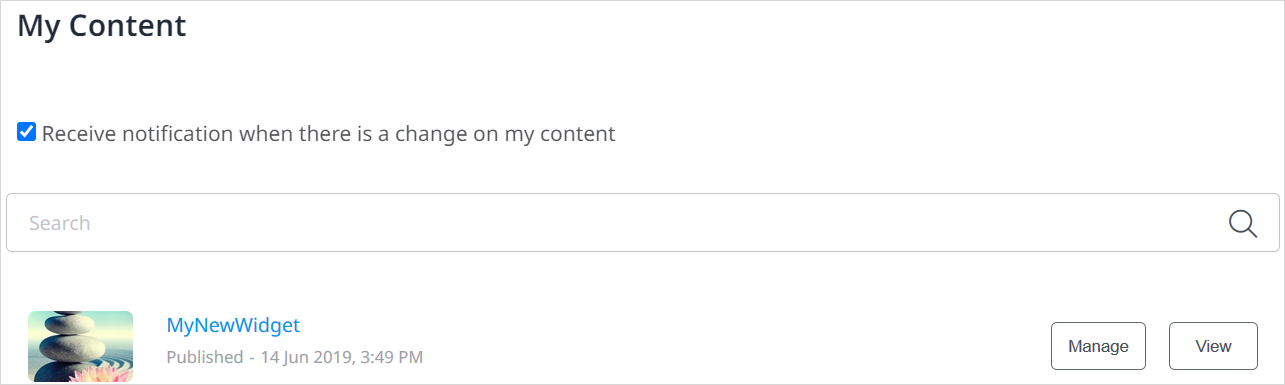 My Content
Receive notification when there is a change on my content
Search
MyNewWidget
Published - 14 Jun 2019, 3:49 PM
Manage
View